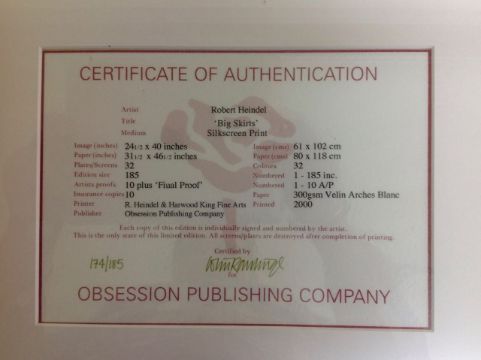 CERTIFICATE OF AUTHENTICATION
Artist Robert Heindel
Title 'Big Skirts'
Medium Silkscreen Print
Image (inches) 241/2 x 40 inches Image (cms) 61 x 102 cm
Paper (inches) 311/2 x 461/2 inches Paper (cms) 80 x 118 cm
Plates/Screens 32 Colours 32
Edition size 185 Numbered 1 - 185 inc.
Artists proofs 10 plus 'Final Proof' Numbered 1 - 10 A/P
Insurance copies 10 Paper 300gsm Velin Arches Blanc
Printer R. Heindel & Harwood King Fine Arts Printed 2000
Publisher Obsession Publishing Company
Each copy of this edition is individually signed and numbered by the artist.
This is the only state of this limited edition. All screens/plates are destroyed after completion of printing.
Certified by
174/185
For
OBSESSION PUBLISHING COMPANY